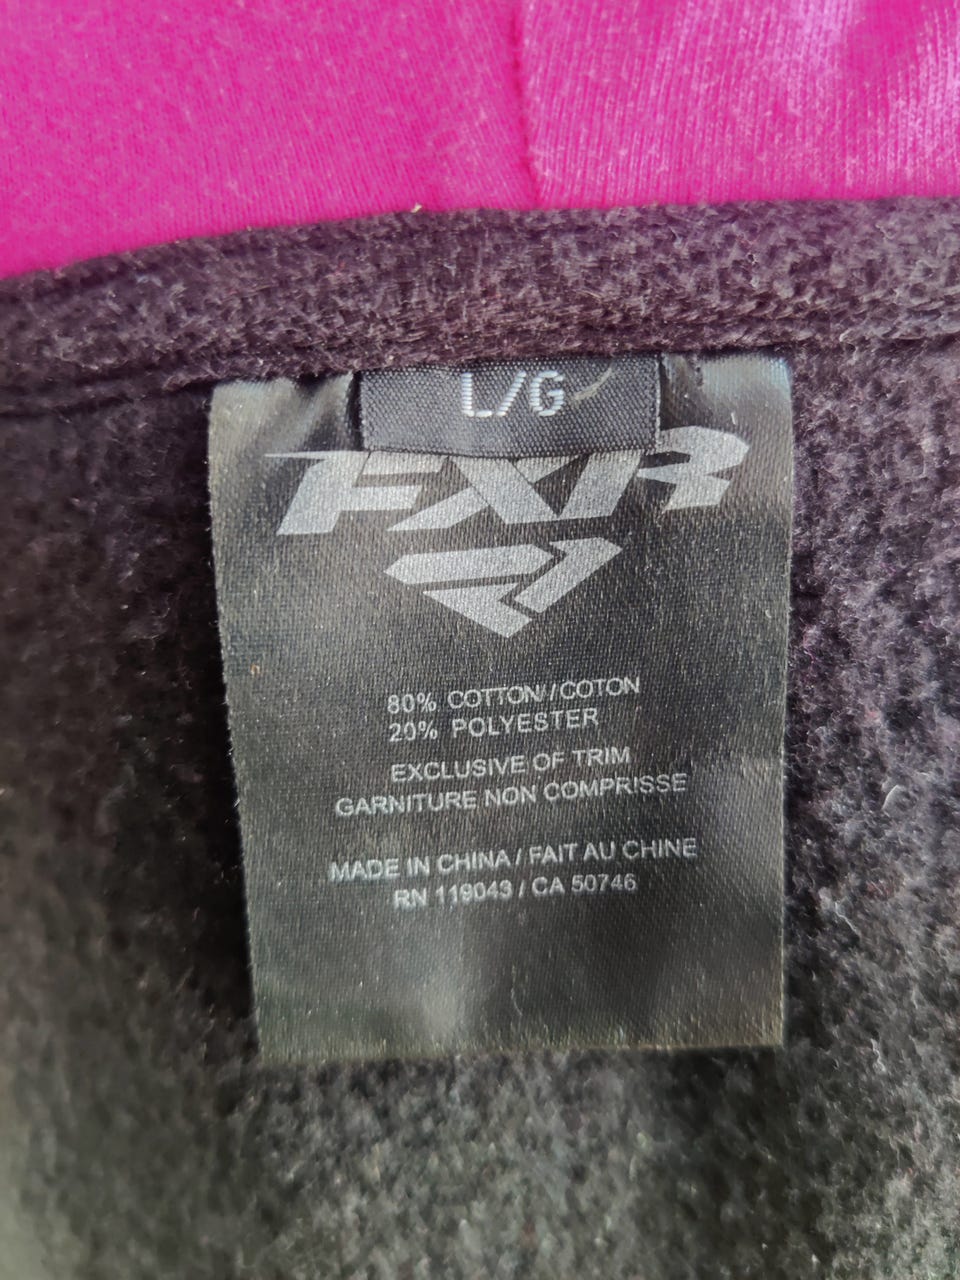 L/G
FXR
80% COTTON//COTON
20% POLYESTER
EXCLUSIVE OF TRIM
GARNITURE NON COMPRISSE
MADE IN CHINA / FAIT AU CHINE
RN 119043 / CA 50746